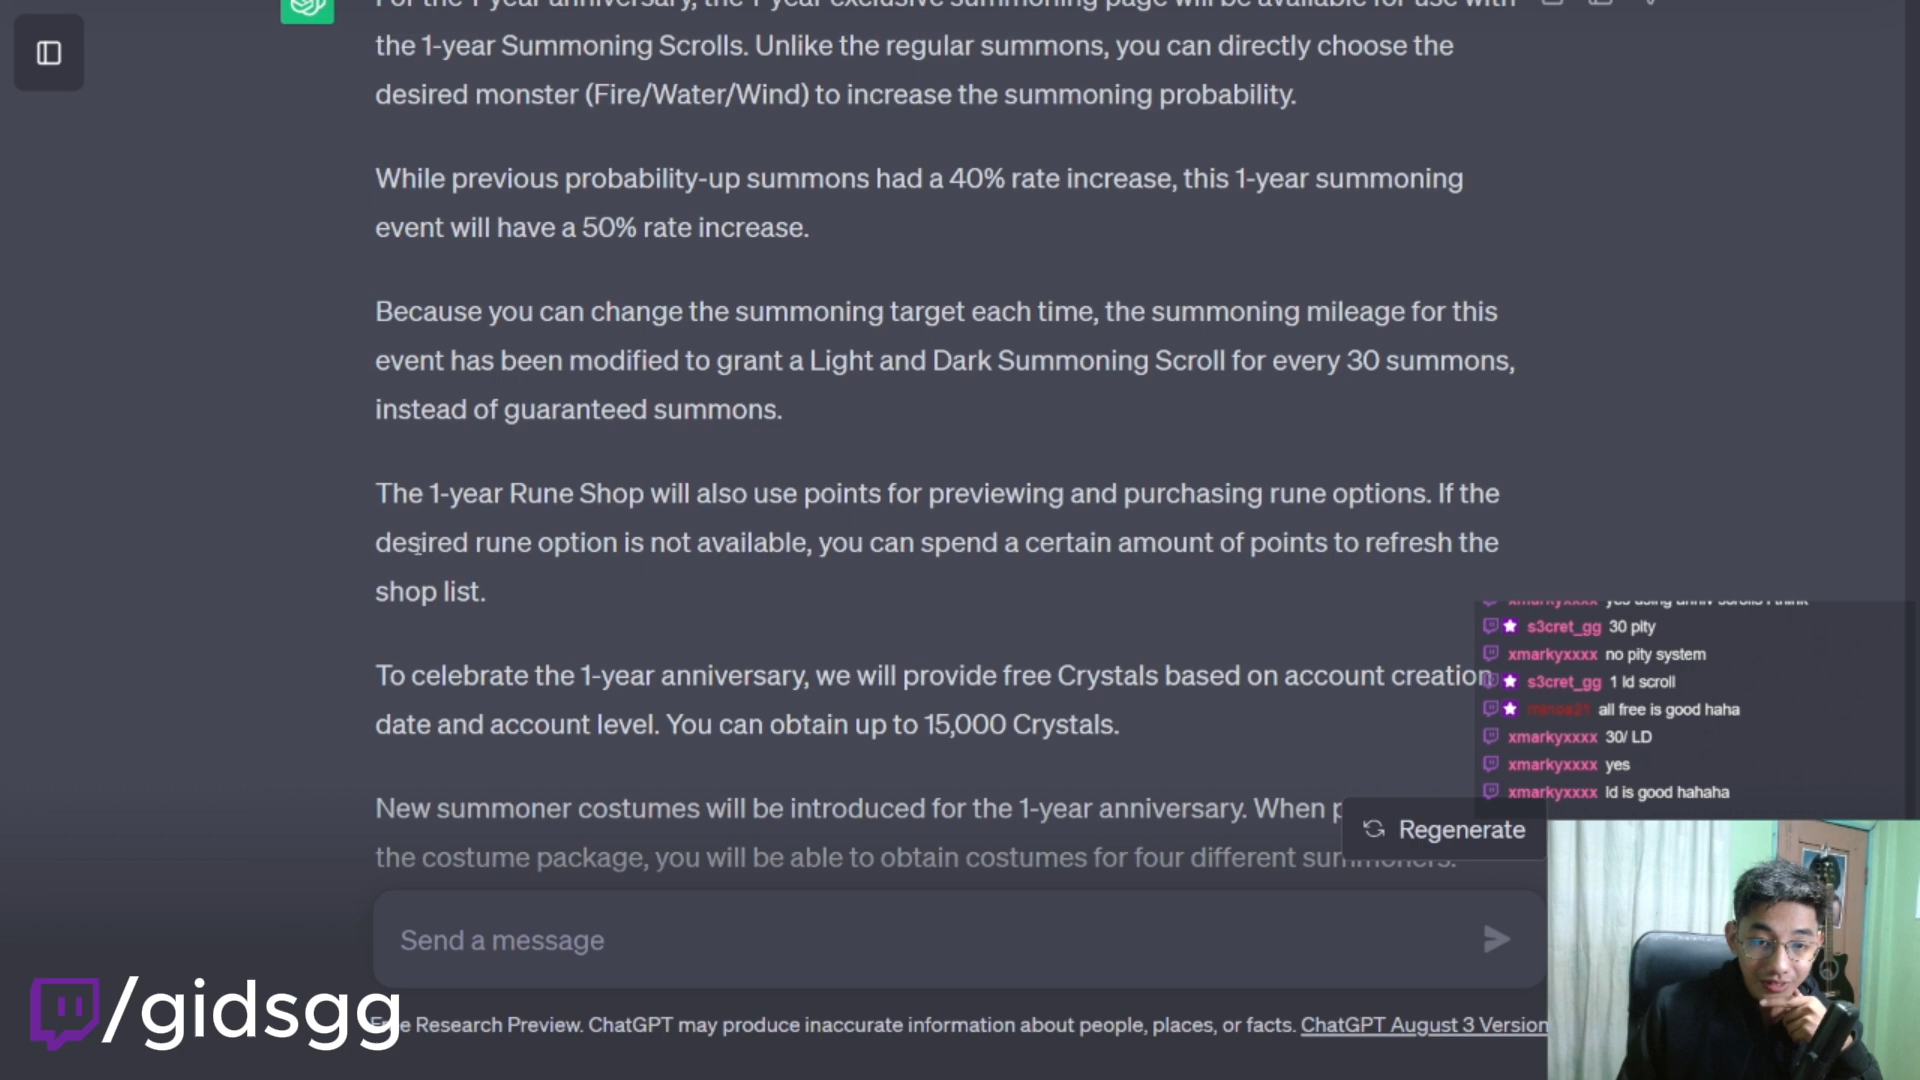 For the 1-year anniversary, the 1-year exclusive summoning page will be available for use with
the 1-year Summoning Scrolls. Unlike the regular summons, you can directly choose the
desired monster (Fire/Water/Wind) to increase the summoning probability.
While previous probability-up summons had a 40% rate increase, this 1-year summoning
event will have a 50% rate increase.
Because you can change the summoning target each time, the summoning mileage for this
event has been modified to grant a Light and Dark Summoning Scroll for every 30 summons,
instead of guaranteed summons.
The 1-year Rune Shop will also use points for previewing and purchasing rune options. If the
desired rune option is not available, you can spend a certain amount of points to refresh the
shop list.
To celebrate the 1-year anniversary, we will provide free Crystals based on account creation
date and account level. You can obtain up to 15,000 Crystals.
New summoner costumes will be introduced for the 1-year anniversary. When
the costume package, you will be able to obtain costumes for four different summoners.
Regenerate
Send a message
Free Research Preview. ChatGPT may produce inaccurate information about people, places, or facts. ChatGPT August 3 Version
xmarkyxxxx yes using anniv scrolls i think
s3cret_gg 30 pity
xmarkyxxxx no pity system
s3cret_gg 1 ld scroll
all free is good haha
xmarkyxxxx 30/ LD
xmarkyxxxx yes
xmarkyxxxx ld is good hahaha
/gidsgg